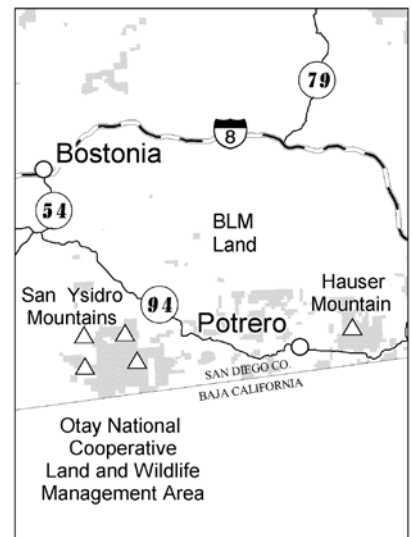 79
8
Bostonia
54
BLM
Land
San Ysidro
Mountains
94
Hauser
Mountain
Potrero
SAN DIEGO CO.
BAJA CALIFORNIA
Otay National
Cooperative
Land and Wildlife
Management Area